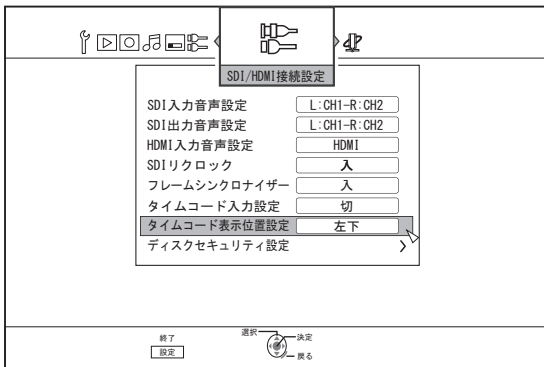 SDI/HDMI接続設定
SDI入力音声設定 L:CH1-R:CH2
SDI出力音声設定 L:CH1-R:CH2
HDMI入力音声設定 HDMI
SDIリクロック 入
フレームシンクロナイザー 入
タイムコード入力設定 切
タイムコード表示位置設定 左下
ディスクセキュリティ設定
終了
設定
選択
決定
戻る